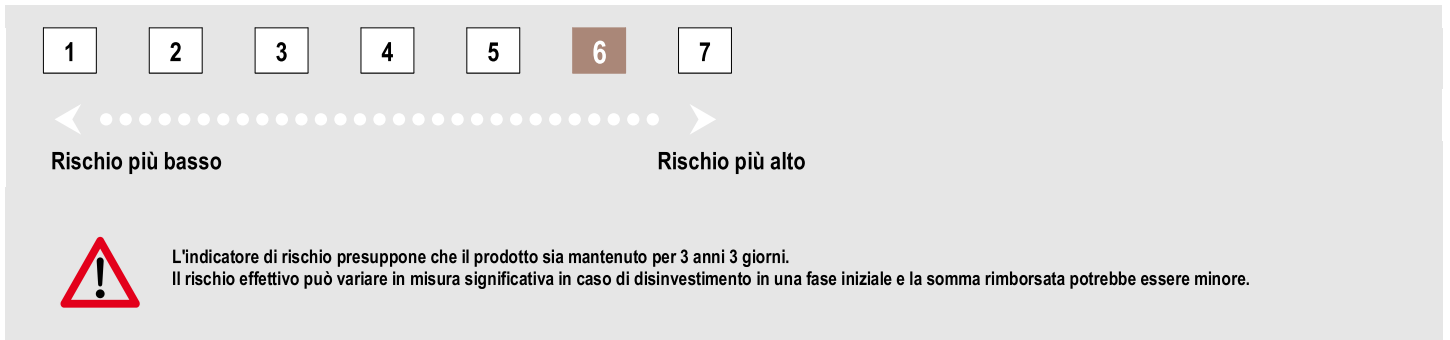 1 2 3 4 5 6 7
Rischio più basso Rischio più alto
L'indicatore di rischio presuppone che il prodotto sia mantenuto per 3 anni 3 giorni.
Il rischio effettivo può variare in misura significativa in caso di disinvestimento in una fase iniziale e la somma rimborsata potrebbe essere minore.